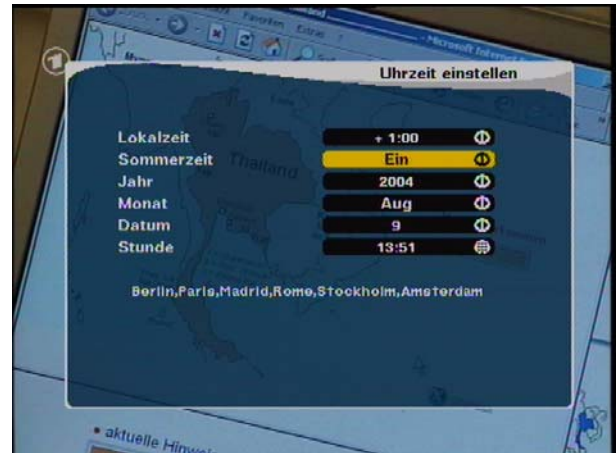 Favoriten Extras ?
Microsoft Internet
Uhrzeit einstellen
Lokalzeit + 1:00
Sommerzeit Ein
Jahr 2004
Monat Aug
Datum 9
Stunde 13:51
Thailand
Berlin,Paris,Madrid,Rome,Stockholm,Amsterdam
• aktuelle